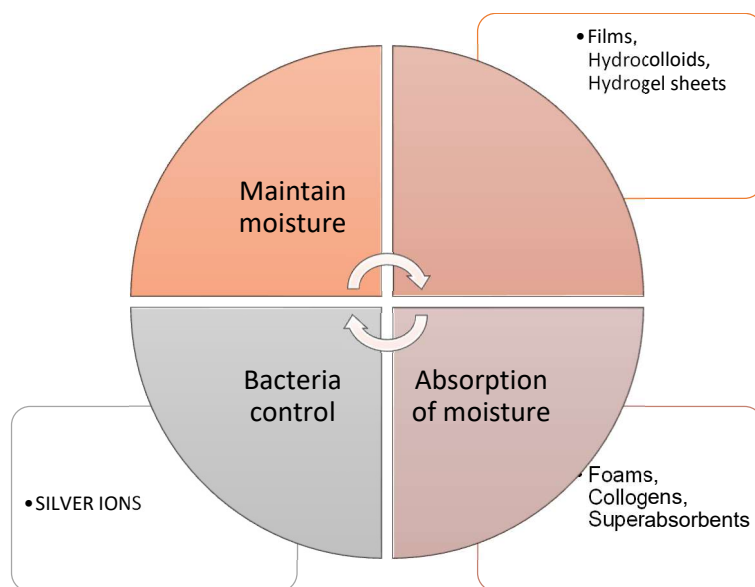 •Films,
Hydrocolloids,
Hydrogel sheets
Maintain
moisture
Bacteria
control
Absorption
of moisture
•SILVER IONS
•Foams,
Collogens,
Superabsorbents